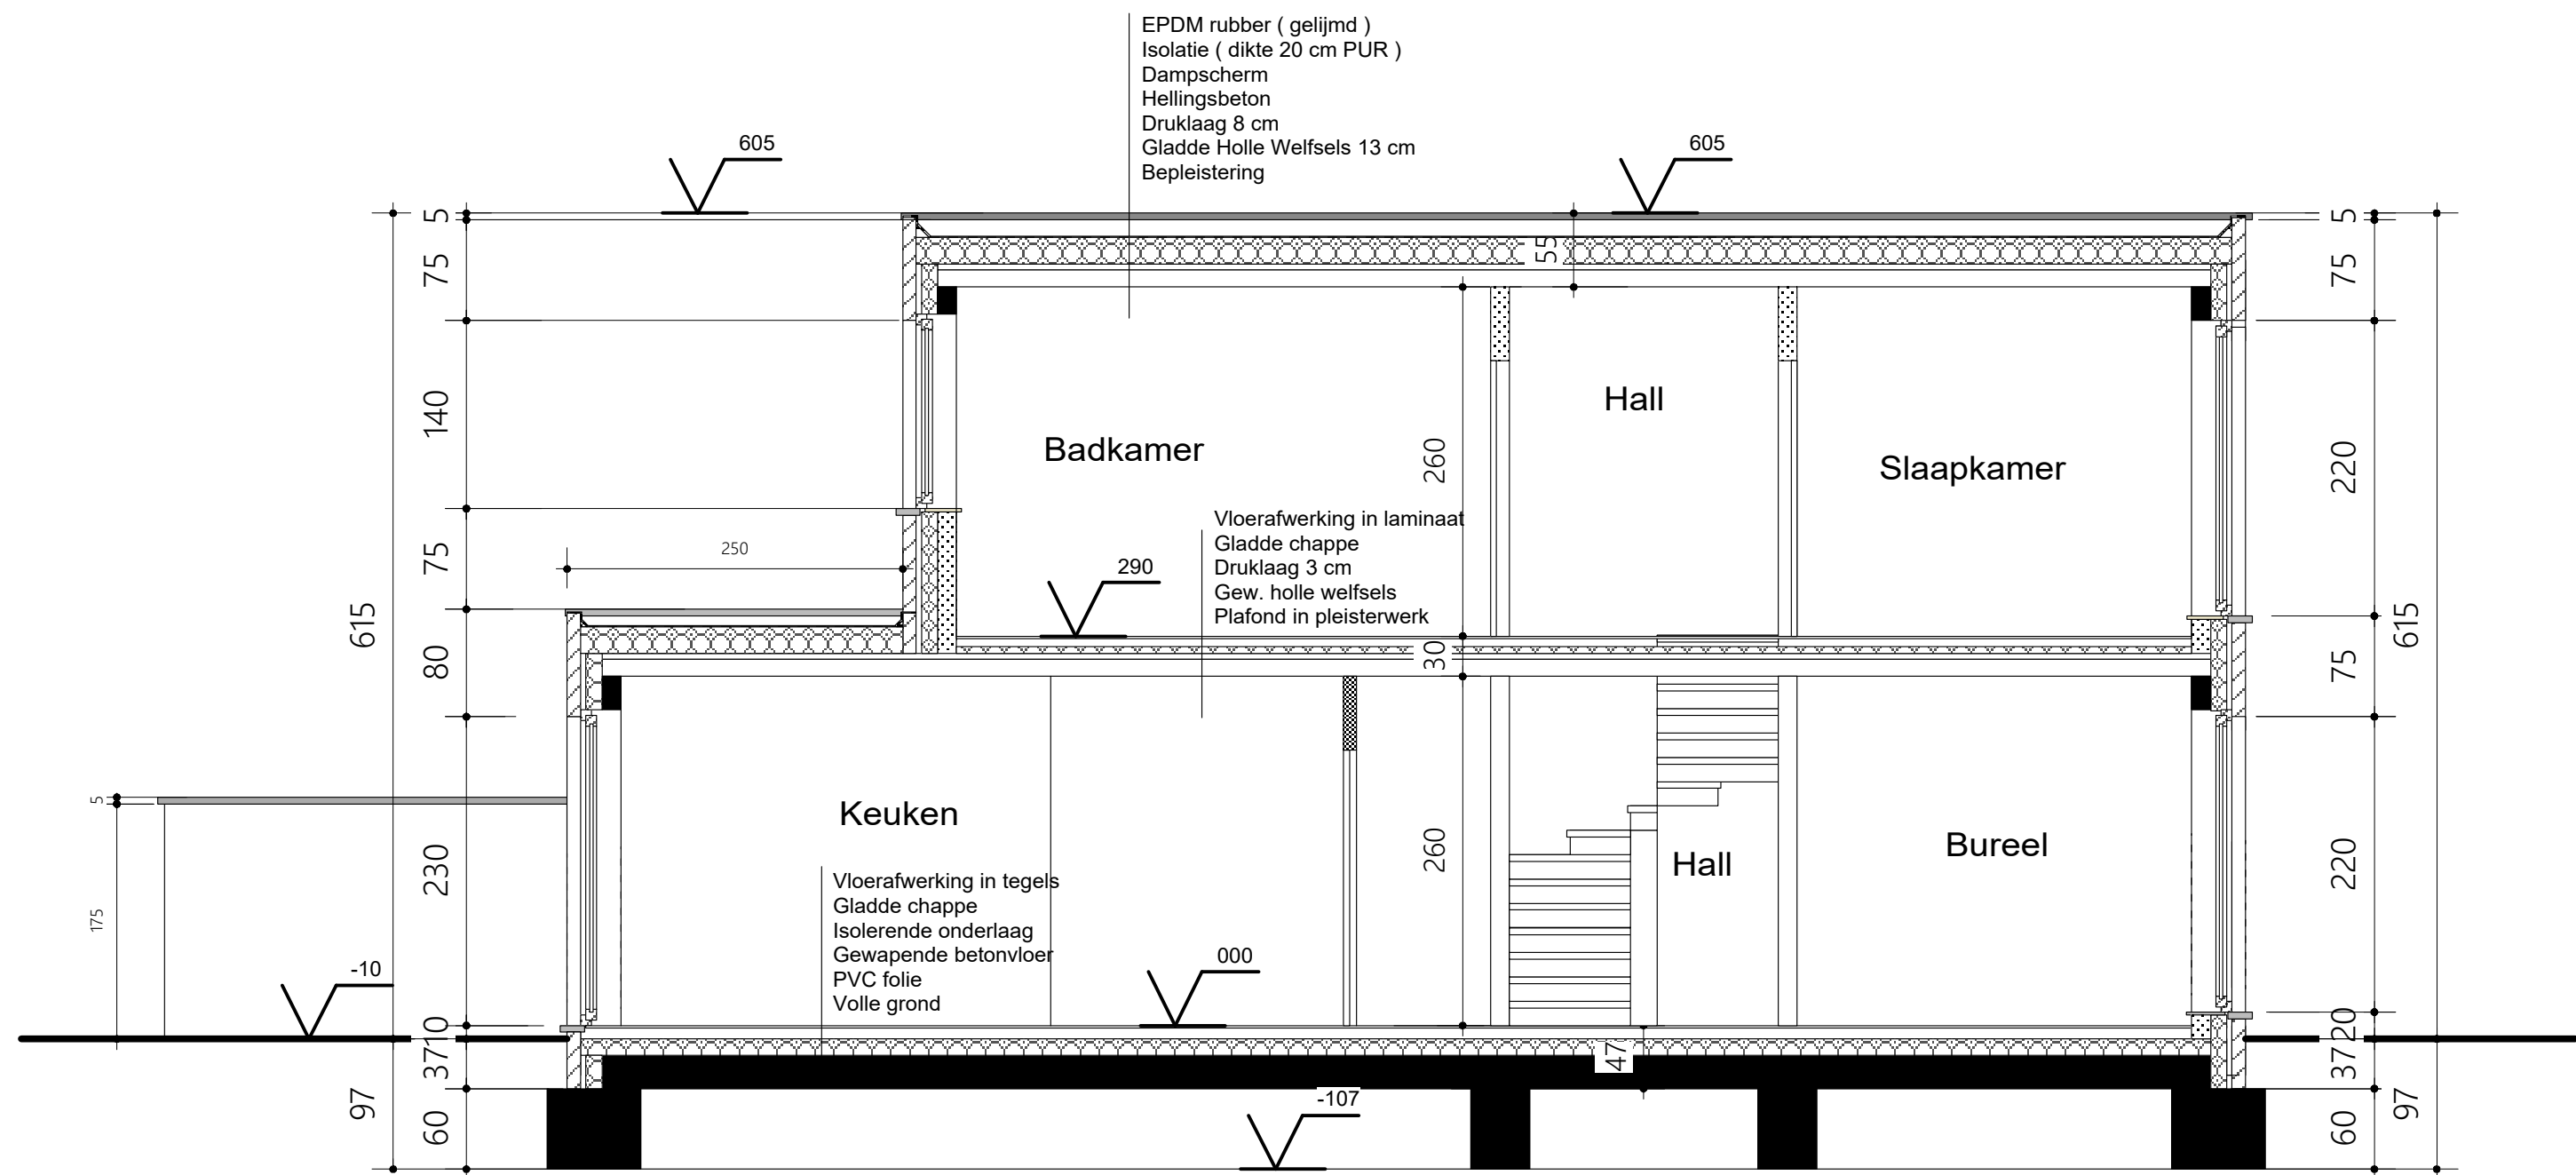 EPDM rubber ( gelijmd )
Isolatie ( dikte 20 cm PUR )
Dampscherm
Hellingsbeton
Druklaag 8 cm
Gladde Holle Welfsels 13 cm
Bepleistering
605
605
5
75
140
75
80
230
10
37
60
615
97
55
5
75
220
75
220
20
37
60
615
97
Hall
Badkamer
260
Slaapkamer
250
290
Vloerafwerking in laminaat
Gladde chappe
Druklaag 3 cm
Gew. holle welfsels
Plafond in pleisterwerk
30
5
175
-10
Keuken
260
Hall
Bureel
Vloerafwerking in tegels
Gladde chappe
Isolerende onderlaag
Gewapende betonvloer
PVC folie
Volle grond
000
47
-107